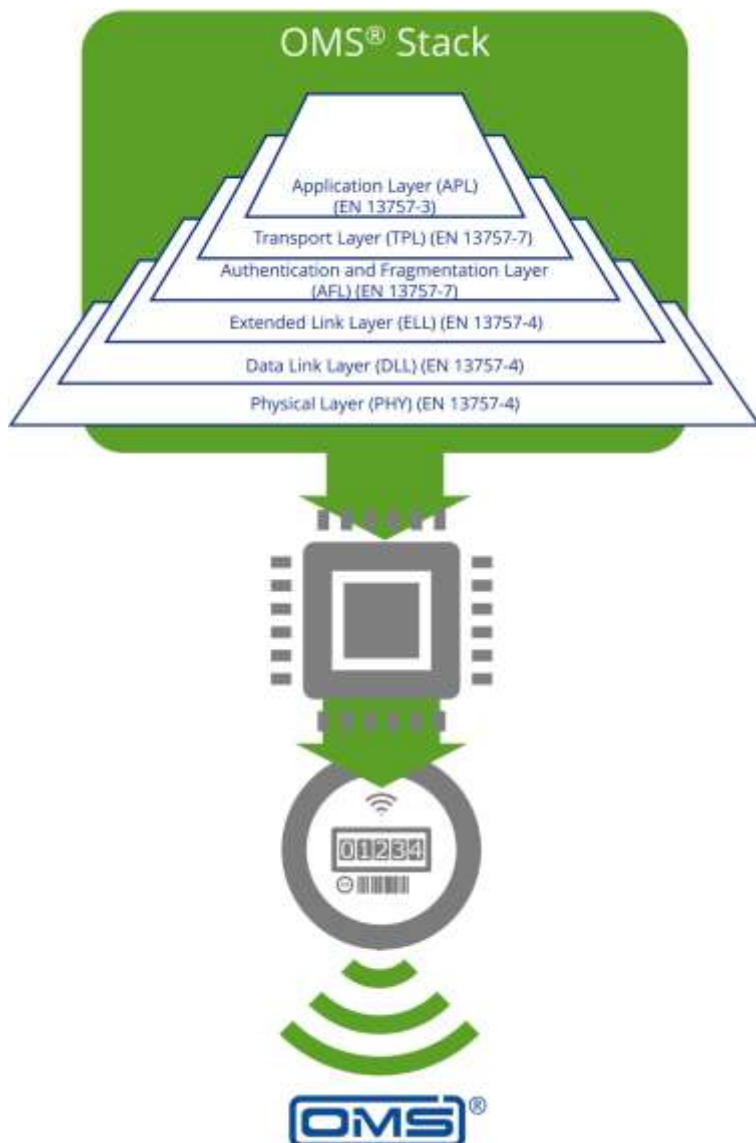 OMS® Stack
Application Layer (APL)
(EN 13757-3)
Transport Layer (TPL) (EN 13757-7)
Authentication and Fragmentation Layer
(AFL) (EN 13757-7)
Extended Link Layer (ELL) (EN 13757-4)
Data Link Layer (DLL) (EN 13757-4)
Physical Layer (PHY) (EN 13757-4)
01234
OMS®